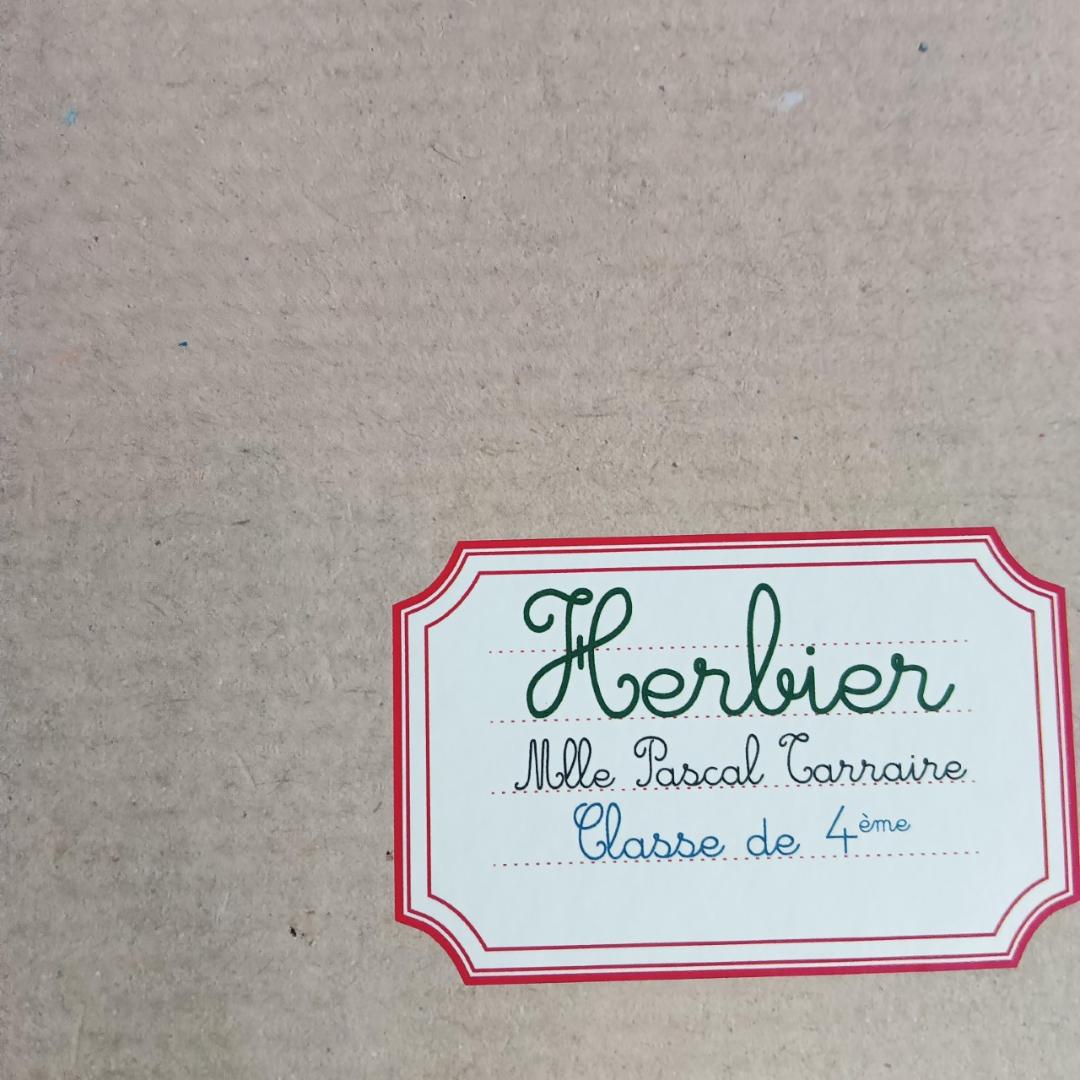 Herbier
Mlle Pascal Tarraire
Classe de 4ème